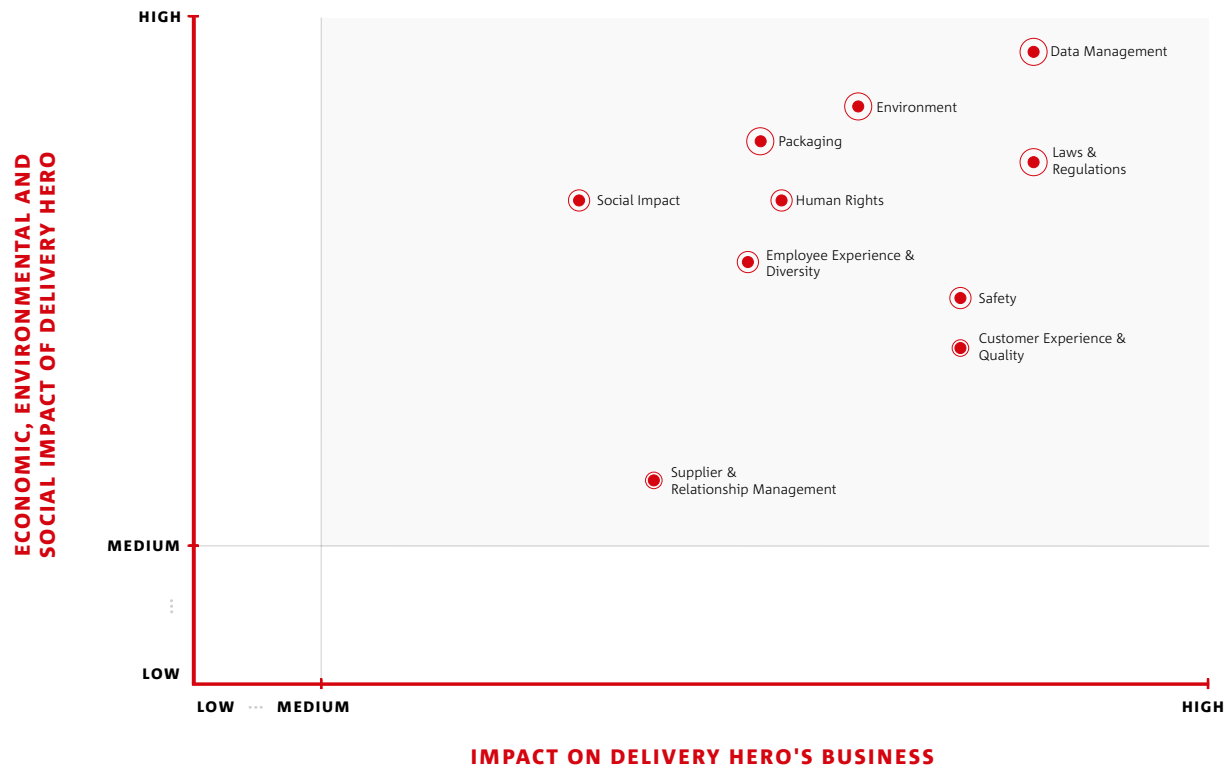 HIGH
Data Management
Environment
Packaging
Laws &
Regulations
Social Impact
Human Rights
Employee Experience &
Diversity
Safety
Customer Experience &
Quality
Supplier &
Relationship Management
ECONOMIC, ENVIRONMENTAL AND
SOCIAL IMPACT OF DELIVERY HERO
MEDIUM
LOW
LOW ··· MEDIUM
HIGH
IMPACT ON DELIVERY HERO'S BUSINESS